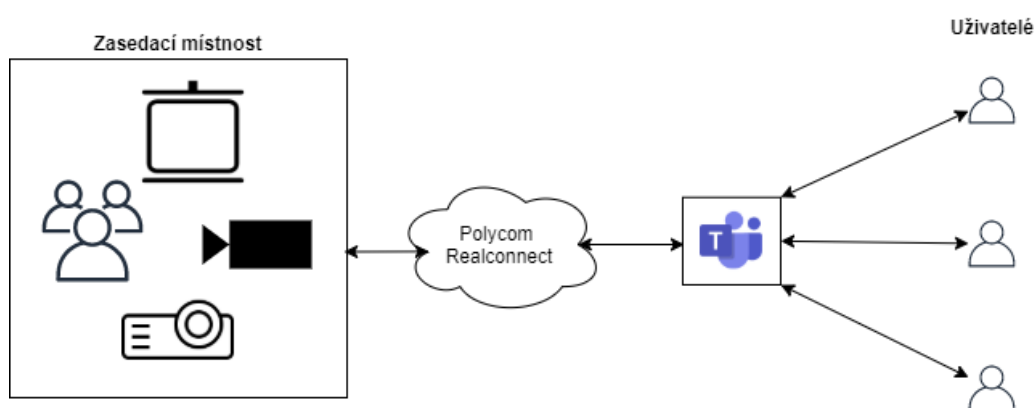 Zasedací místnost
Uživatelé
Polycom
Realconnect
T